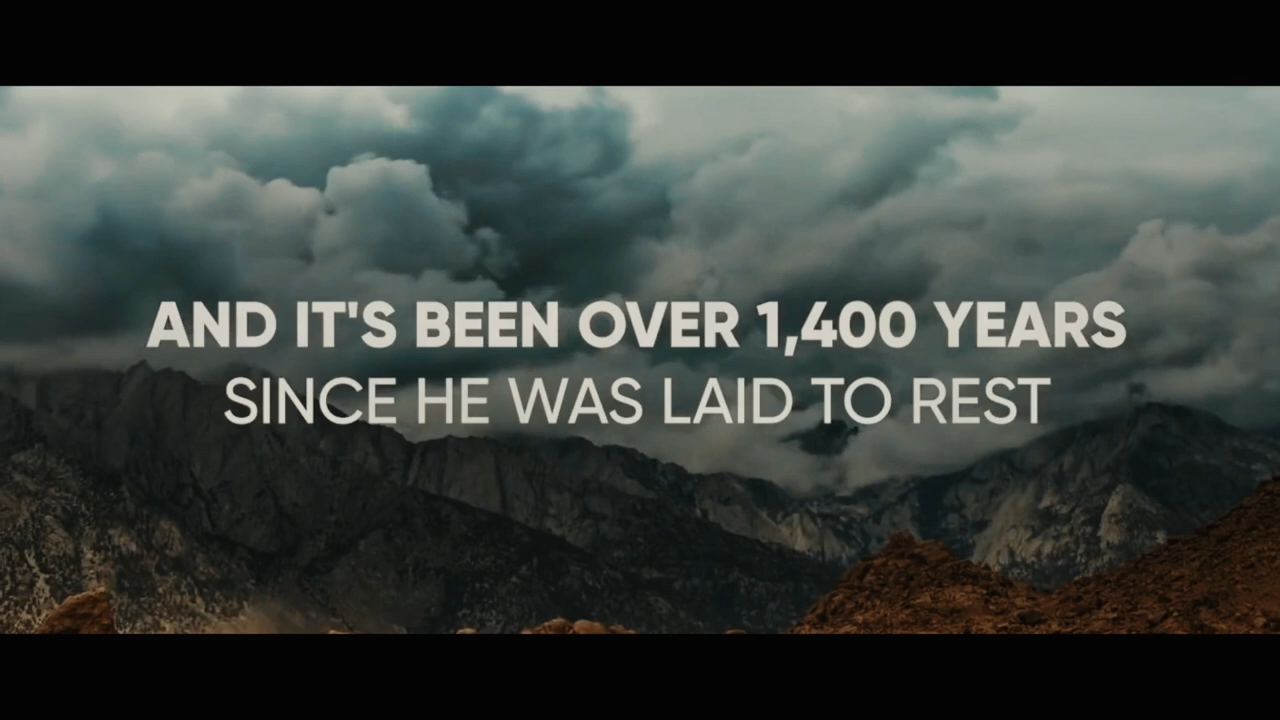 AND IT'S BEEN OVER 1,400 YEARS
SINCE HE WAS LAID TO REST